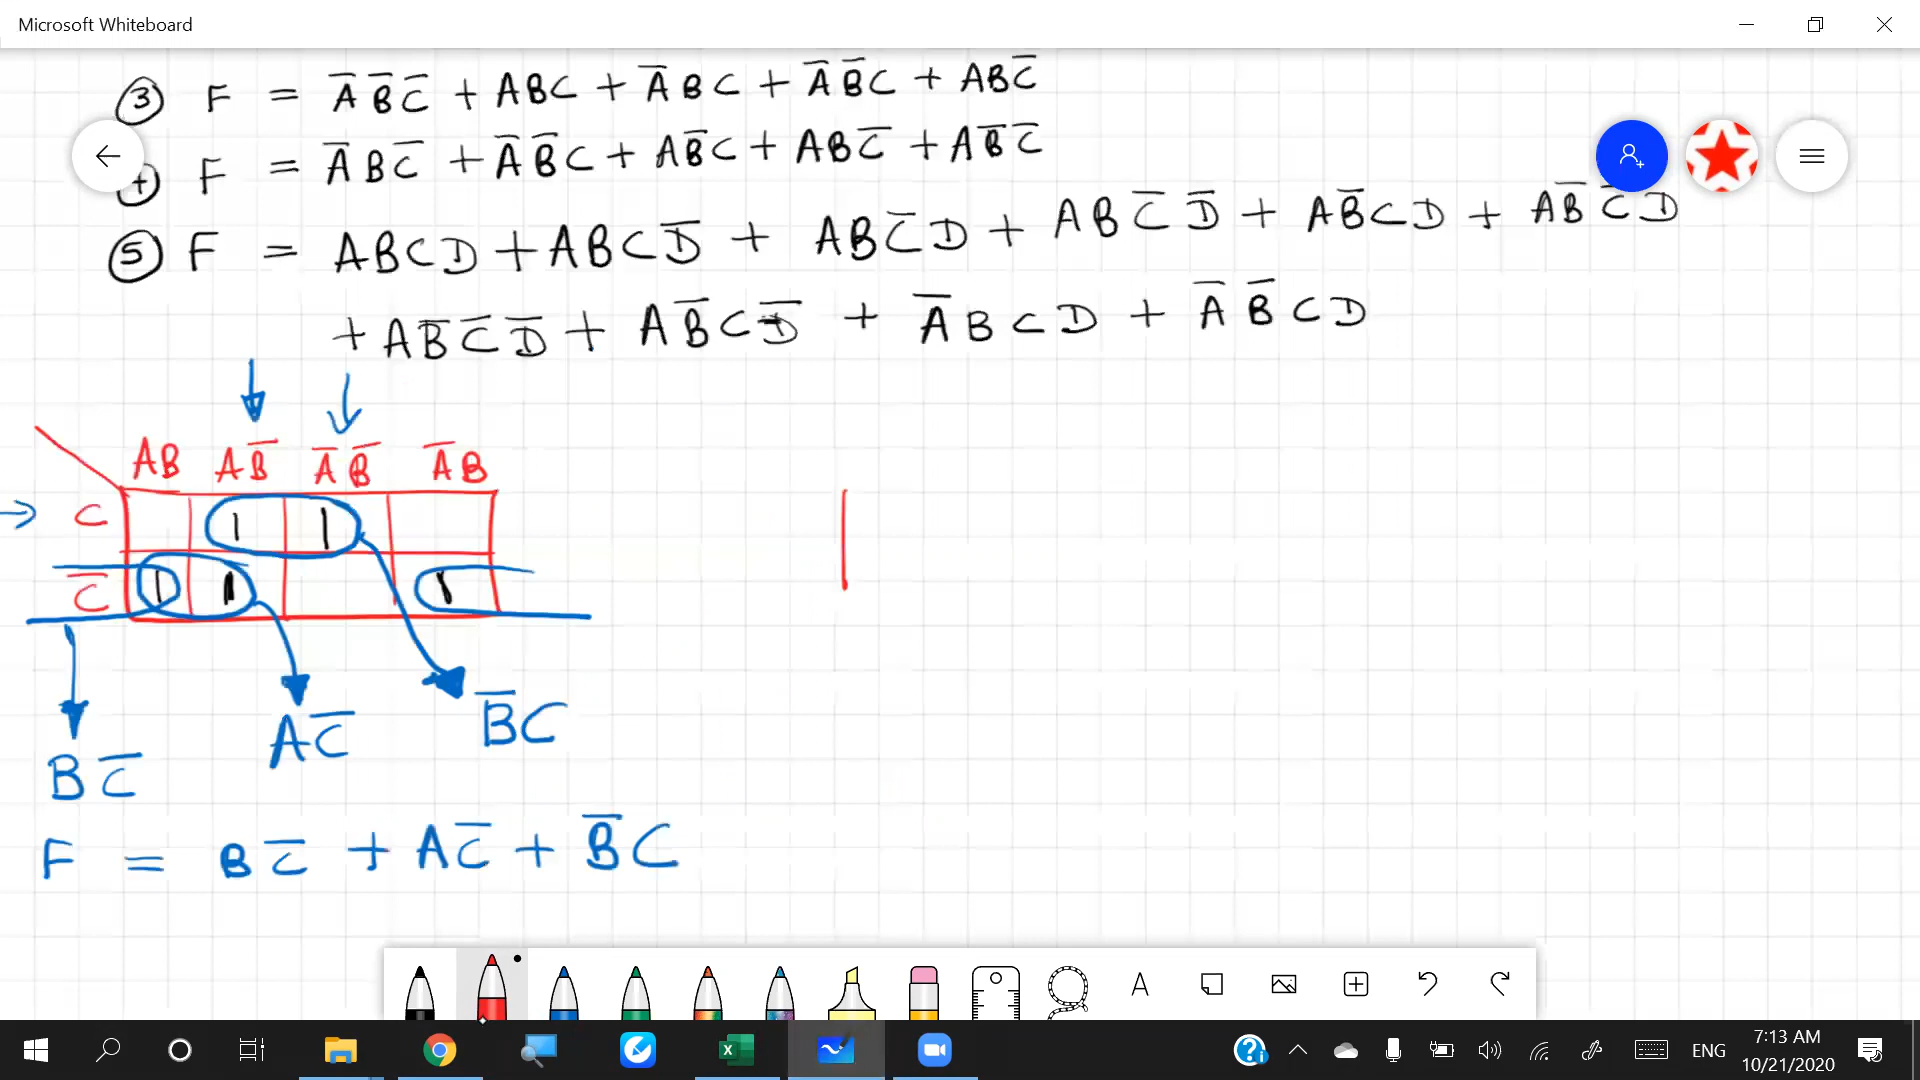 Microsoft Whiteboard
③ F = A̅ B̅ C̅ + ABC + A̅BC + A̅B̅C + ABC̅
F = A̅BC̅ + A̅B̅C + AB̅C + ABC̅ + AB̅C̅
⑤ F = ABCD + ABCD̅ + ABC̅D + ABC̅D̅ + AB̅CD + AB̅C̅D
+ AB̅C̅D̅ + AB̅CD̅ + A̅BCD + A̅B̅CD
AB AB̅ A̅B̅ A̅B
C 1 1
C̅ 1 1 1
BC̅ AC̅ B̅C
F = BC̅ + AC̅ + B̅C
A
ENG
7:13 AM
10/21/2020